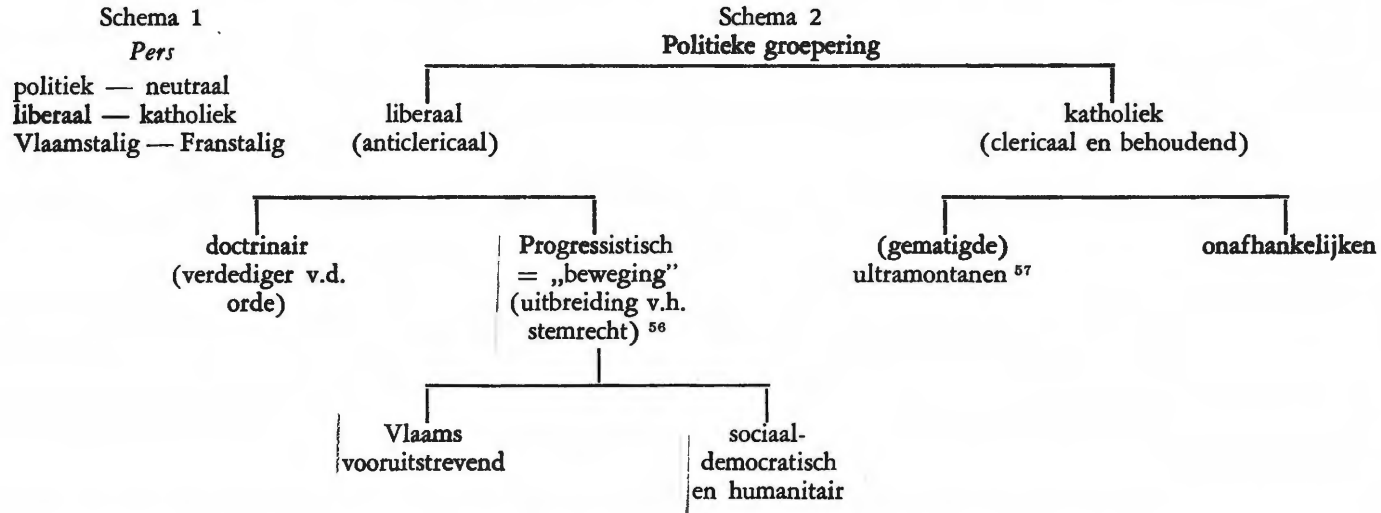 Schema 1
Pers
politiek — neutraal
liberaal — katholiek
Vlaamstalig — Franstalig
Schema 2
Politieke groepering
liberaal
(anticlericaal)
katholiek
(clericaal en behoudend)
doctrinair
(verdediger v.d.
orde)
Progressistisch
= „beweging”
(uitbreiding v.h.
stemrecht) 56
(gematigde)
ultramontanen 57
onafhankelijken
Vlaams
vooruitstrevend
sociaal-
democratisch
en humanitair